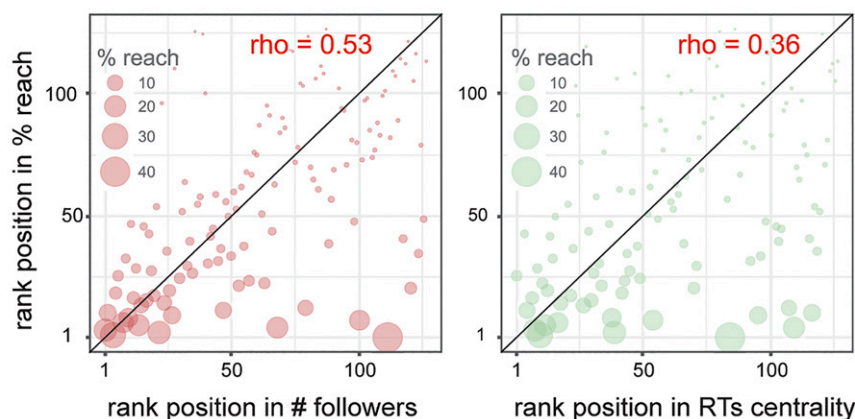 rank position in % reach
rho = 0.53
% reach
10
20
30
40
100
50
1
1
50
100
rank position in # followers
rho = 0.36
% reach
10
20
30
40
100
50
1
1
50
100
rank position in RTs centrality